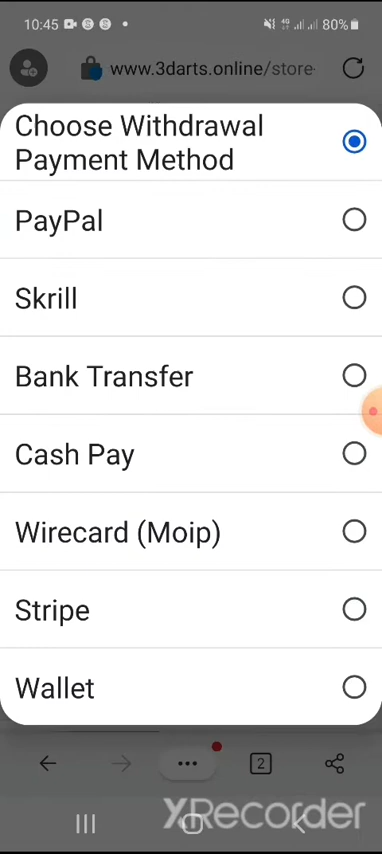 10:45
4G
80%
www.3darts.online/store-
Choose Withdrawal
Payment Method
PayPal
Skrill
Bank Transfer
Cash Pay
Wirecard (Moip)
Stripe
Wallet
2
XRecorder